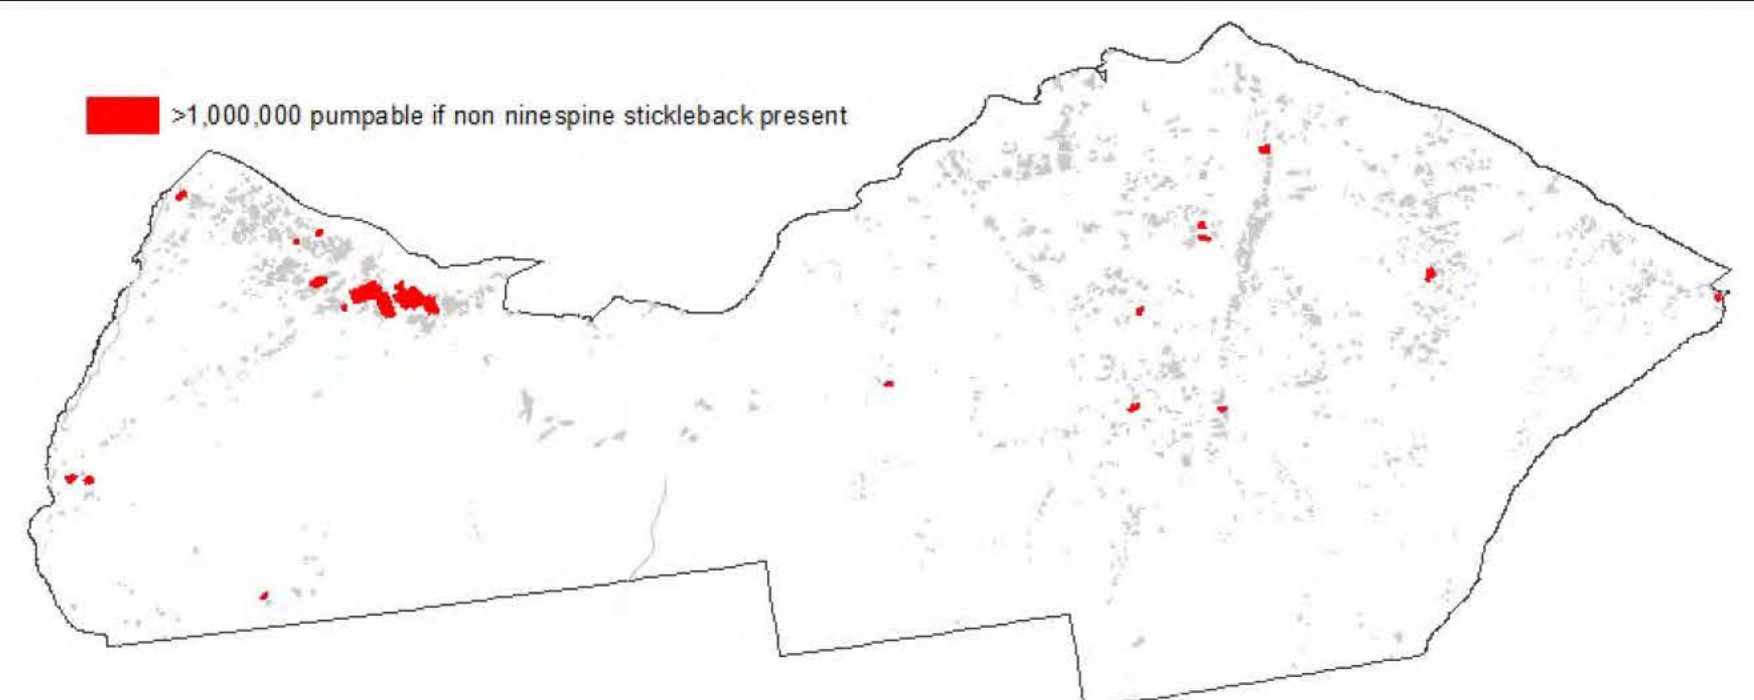 >1,000,000 pumpable if non ninespine stickleback present